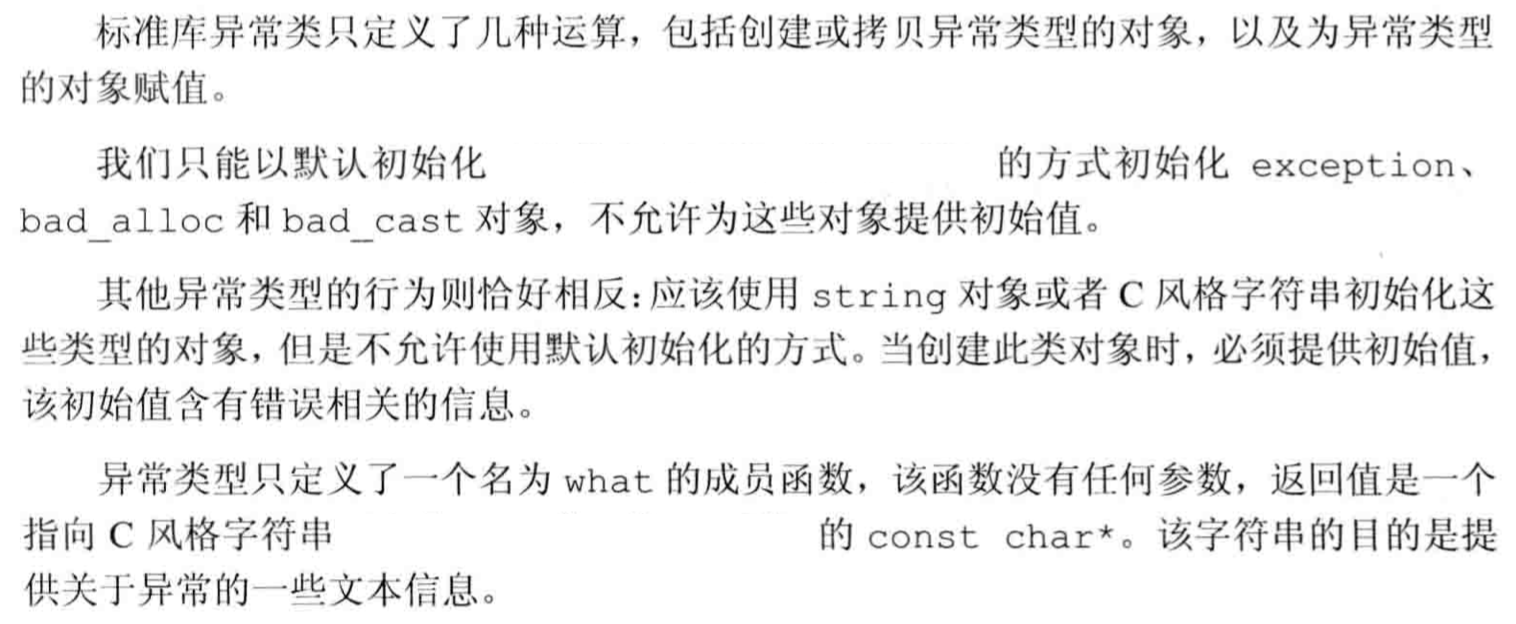 标准库异常类只定义了几种运算，包括创建或拷贝异常类型的对象，以及为异常类型
的对象赋值。
我们只能以默认初始化 的方式初始化 exception、
bad_alloc 和 bad_cast 对象，不允许为这些对象提供初始值。
其他异常类型的行为则恰好相反：应该使用 string 对象或者 C 风格字符串初始化这
些类型的对象，但是不允许使用默认初始化的方式。当创建此类对象时，必须提供初始值，
该初始值含有错误相关的信息。
异常类型只定义了一个名为 what 的成员函数，该函数没有任何参数，返回值是一个
指向 C 风格字符串 的 const char*。该字符串的目的是提
供关于异常的一些文本信息。